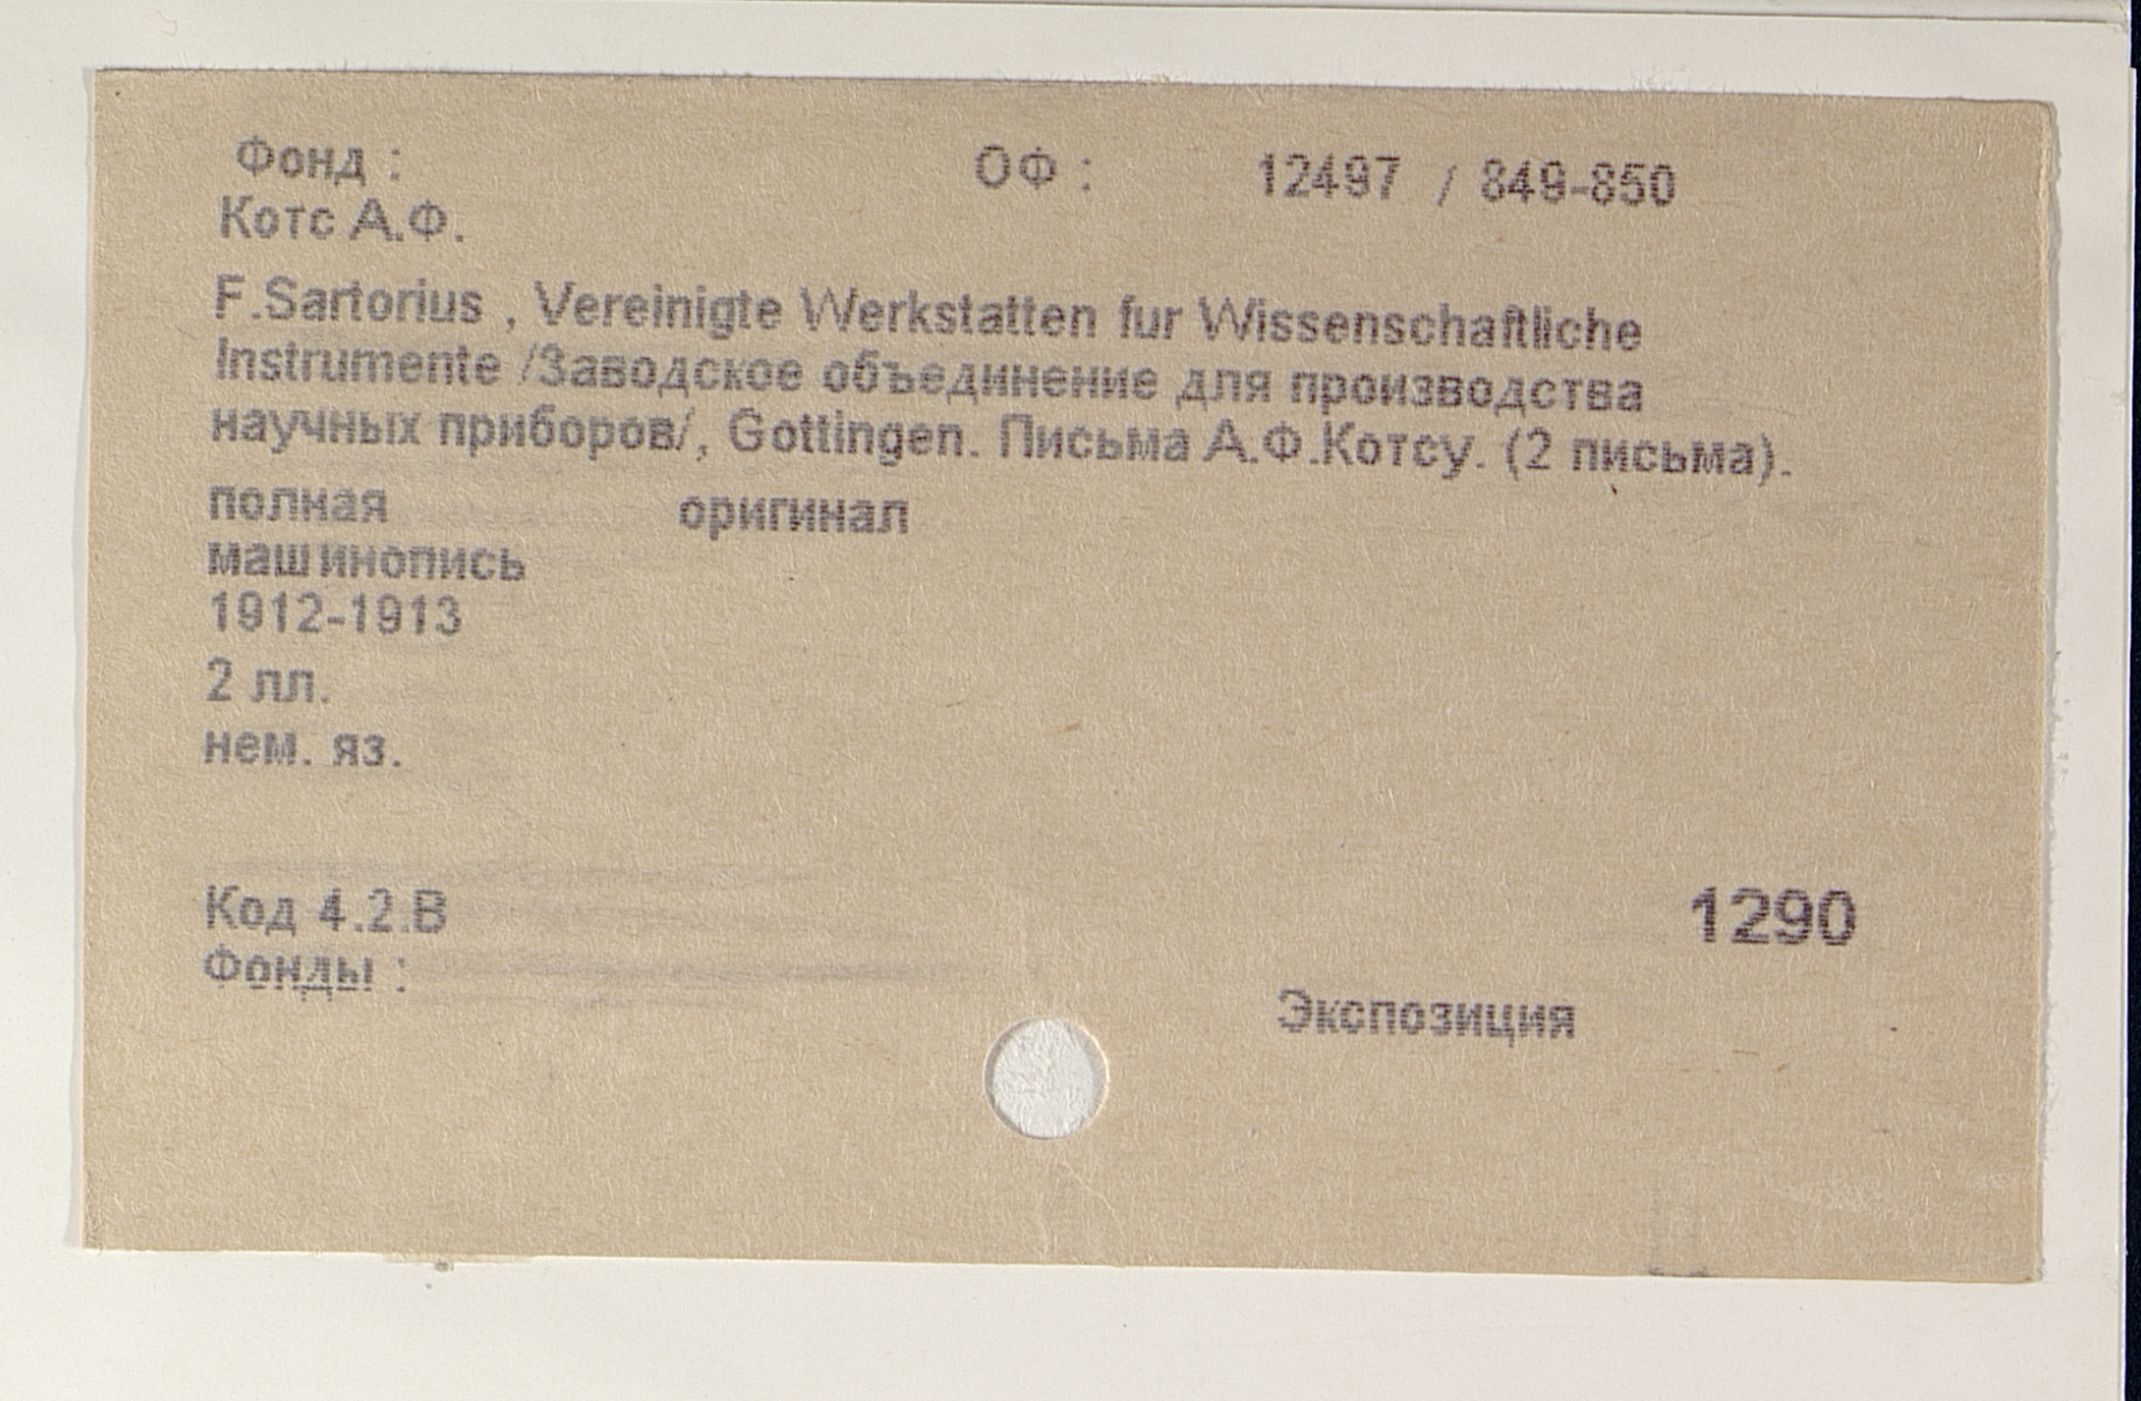 Фонд :	ОФ :	12497 / 849-850
Котс А.Ф.
F.Sartorius , Vereinigte Werkstatten fur Wissenschaftliche
Instrumente /Заводское объединение для производства
научных приборов/, Gottingen. Письма А.Ф.Котсу. (2 письма).
полная	оригинал
машинопись
1912-1913
2 лл.
нем. яз.
Код 4.2.В	1290
Фонды :
Экспозиция